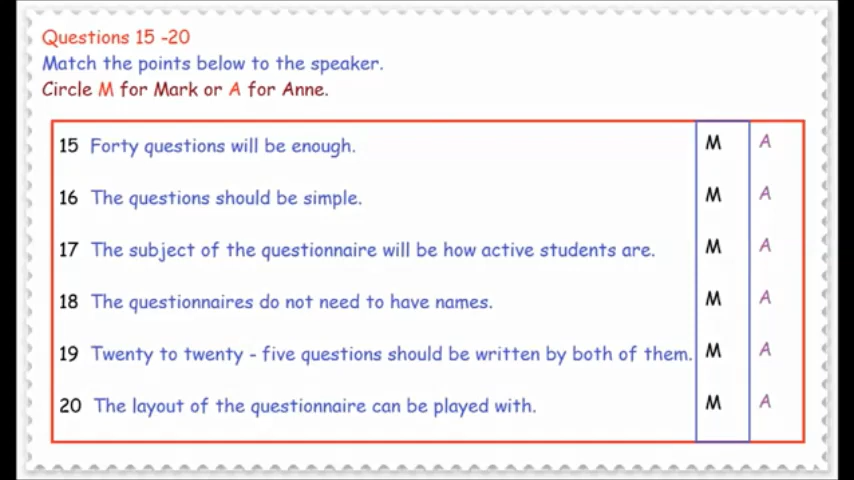 Questions 15 -20
Match the points below to the speaker.
Circle M for Mark or A for Anne.
15 Forty questions will be enough. M A
16 The questions should be simple. M A
17 The subject of the questionnaire will be how active students are. M A
18 The questionnaires do not need to have names. M A
19 Twenty to twenty - five questions should be written by both of them. M A
20 The layout of the questionnaire can be played with. M A